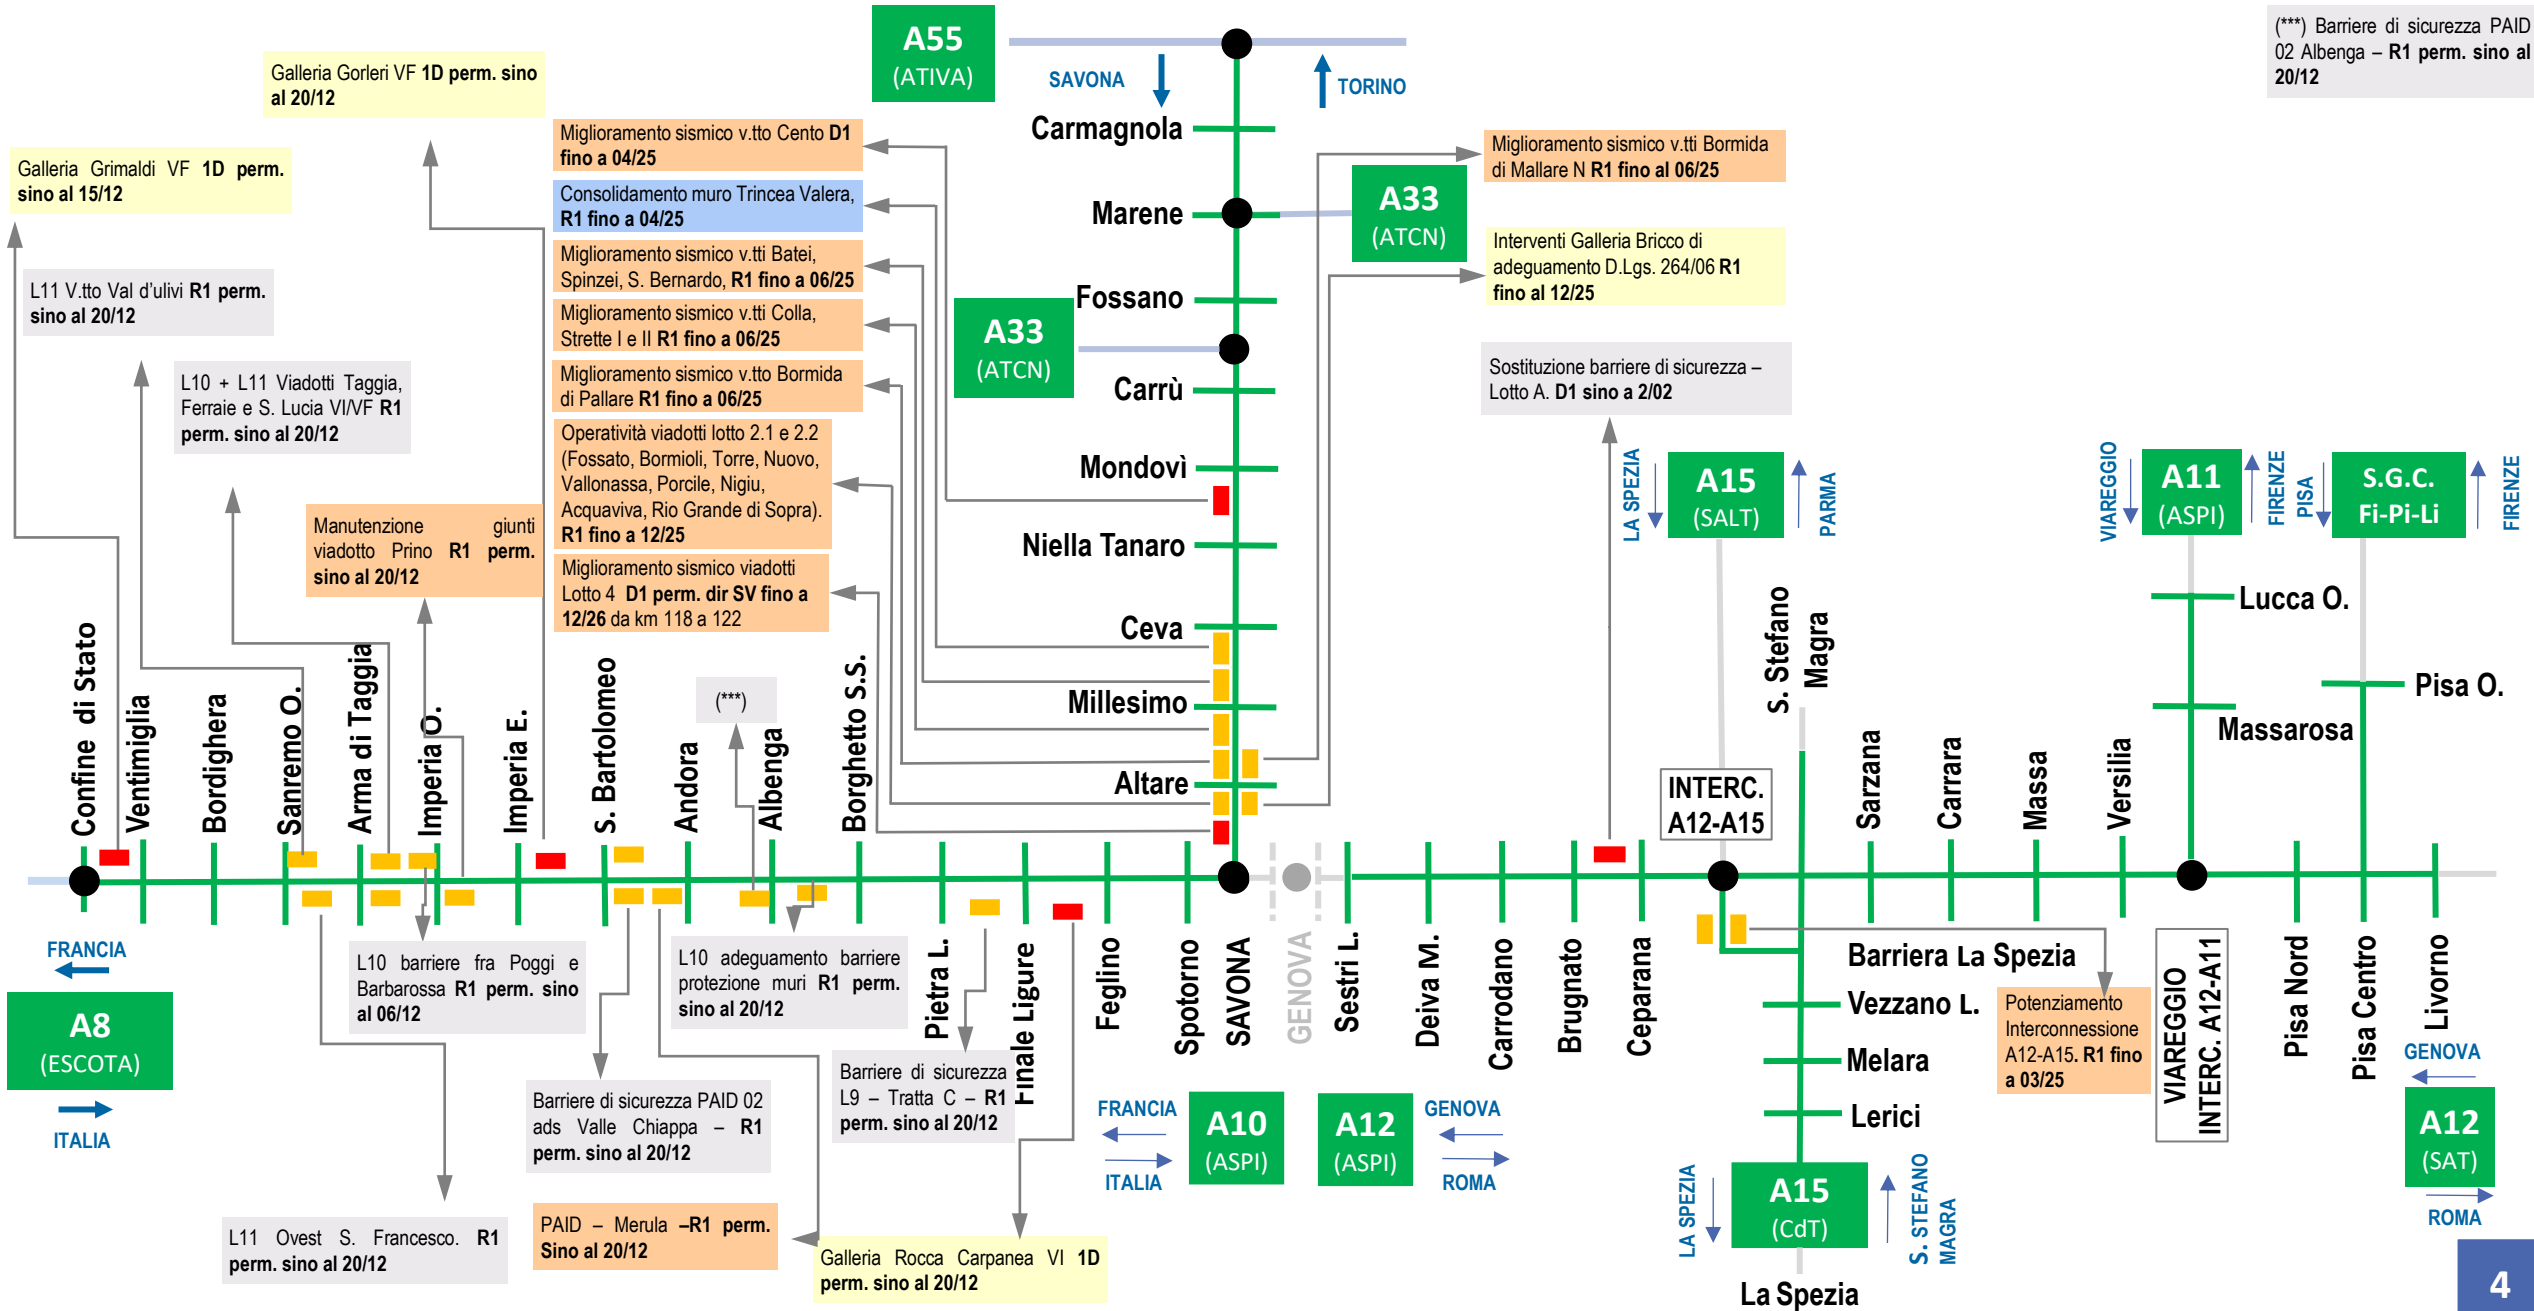 A55
(ATIVA)
SAVONA
TORINO
(***) Barriere di sicurezza PAID
02 Albenga – R1 perm. sino al
20/12
Galleria Gorleri VF 1D perm. sino
al 20/12
Galleria Grimaldi VF 1D perm.
sino al 15/12
L11 V.tto Val d'ulivi R1 perm.
sino al 20/12
L10 + L11 Viadotti Taggia,
Ferraie e S. Lucia VI/VF R1
perm. sino al 20/12
Manutenzione giunti
viadotto Prino R1 perm.
sino al 20/12
Miglioramento sismico v.tto Cento D1
fino a 04/25
Consolidamento muro Trincea Valera,
R1 fino a 04/25
Miglioramento sismico v.tti Batei,
Spinzei, S. Bernardo, R1 fino a 06/25
Miglioramento sismico v.tti Colla,
Strette I e II R1 fino a 06/25
Miglioramento sismico v.tto Bormida
di Pallare R1 fino a 06/25
Operatività viadotti lotto 2.1 e 2.2
(Fossato, Bormioli, Torre, Nuovo,
Vallonassa, Porcile, Nigiu,
Acquaviva, Rio Grande di Sopra).
R1 fino a 12/25
Miglioramento sismico viadotti
Lotto 4 D1 perm. dir SV fino a
12/26 da km 118 a 122
Carmagnola
Marene
Fossano
Carrù
Mondovì
Niella Tanaro
Ceva
Millesimo
Altare
A33
(ATCN)
A33
(ATCN)
Miglioramento sismico v.tti Bormida
di Mallare N R1 fino al 06/25
Interventi Galleria Bricco di
adeguamento D.Lgs. 264/06 R1
fino al 12/25
Sostituzione barriere di sicurezza –
Lotto A. D1 sino a 2/02
LA SPEZIA
A15
(SALT)
PARMA
VIAREGGIO
A11
(ASPI)
FIRENZE
PISA
S.G.C.
Fi-Pi-Li
FIRENZE
Lucca O.
Massarosa
Pisa O.
Confine di Stato
Ventimiglia
Bordighera
Sanremo O.
Arma di Taggia
Imperia O.
Imperia E.
S. Bartolomeo
Andora
(***)
Albenga
Borghetto S.S.
Pietra L.
Finale Ligure
Feglino
Spotorno
SAVONA
GENOVA
Sestri L.
Deiva M.
Carrodano
Brugnato
Ceparana
INTERC.
A12-A15
S. Stefano
Magra
Sarzana
Carrara
Massa
Versilia
VIAREGGIO
INTERC. A12-A11
Pisa Nord
Pisa Centro
Livorno
Barriera La Spezia
Vezzano L.
Melara
Lerici
Potenziamento
Interconnessione
A12-A15. R1 fino
a 03/25
FRANCIA
A8
(ESCOTA)
ITALIA
L10 barriere fra Poggi e
Barbarossa R1 perm. sino
al 06/12
L11 Ovest S. Francesco. R1
perm. sino al 20/12
Barriere di sicurezza PAID 02
ads Valle Chiappa – R1
perm. sino al 20/12
PAID – Merula –R1 perm.
Sino al 20/12
L10 adeguamento barriere
protezione muri R1 perm.
sino al 20/12
Barriere di sicurezza
L9 – Tratta C – R1
perm. sino al 20/12
Galleria Rocca Carpanea VI 1D
perm. sino al 20/12
FRANCIA
ITALIA
A10
(ASPI)
A12
(ASPI)
GENOVA
ROMA
LA SPEZIA
A15
(CdT)
S. STEFANO
MAGRA
La Spezia
GENOVA
A12
(SAT)
ROMA
4